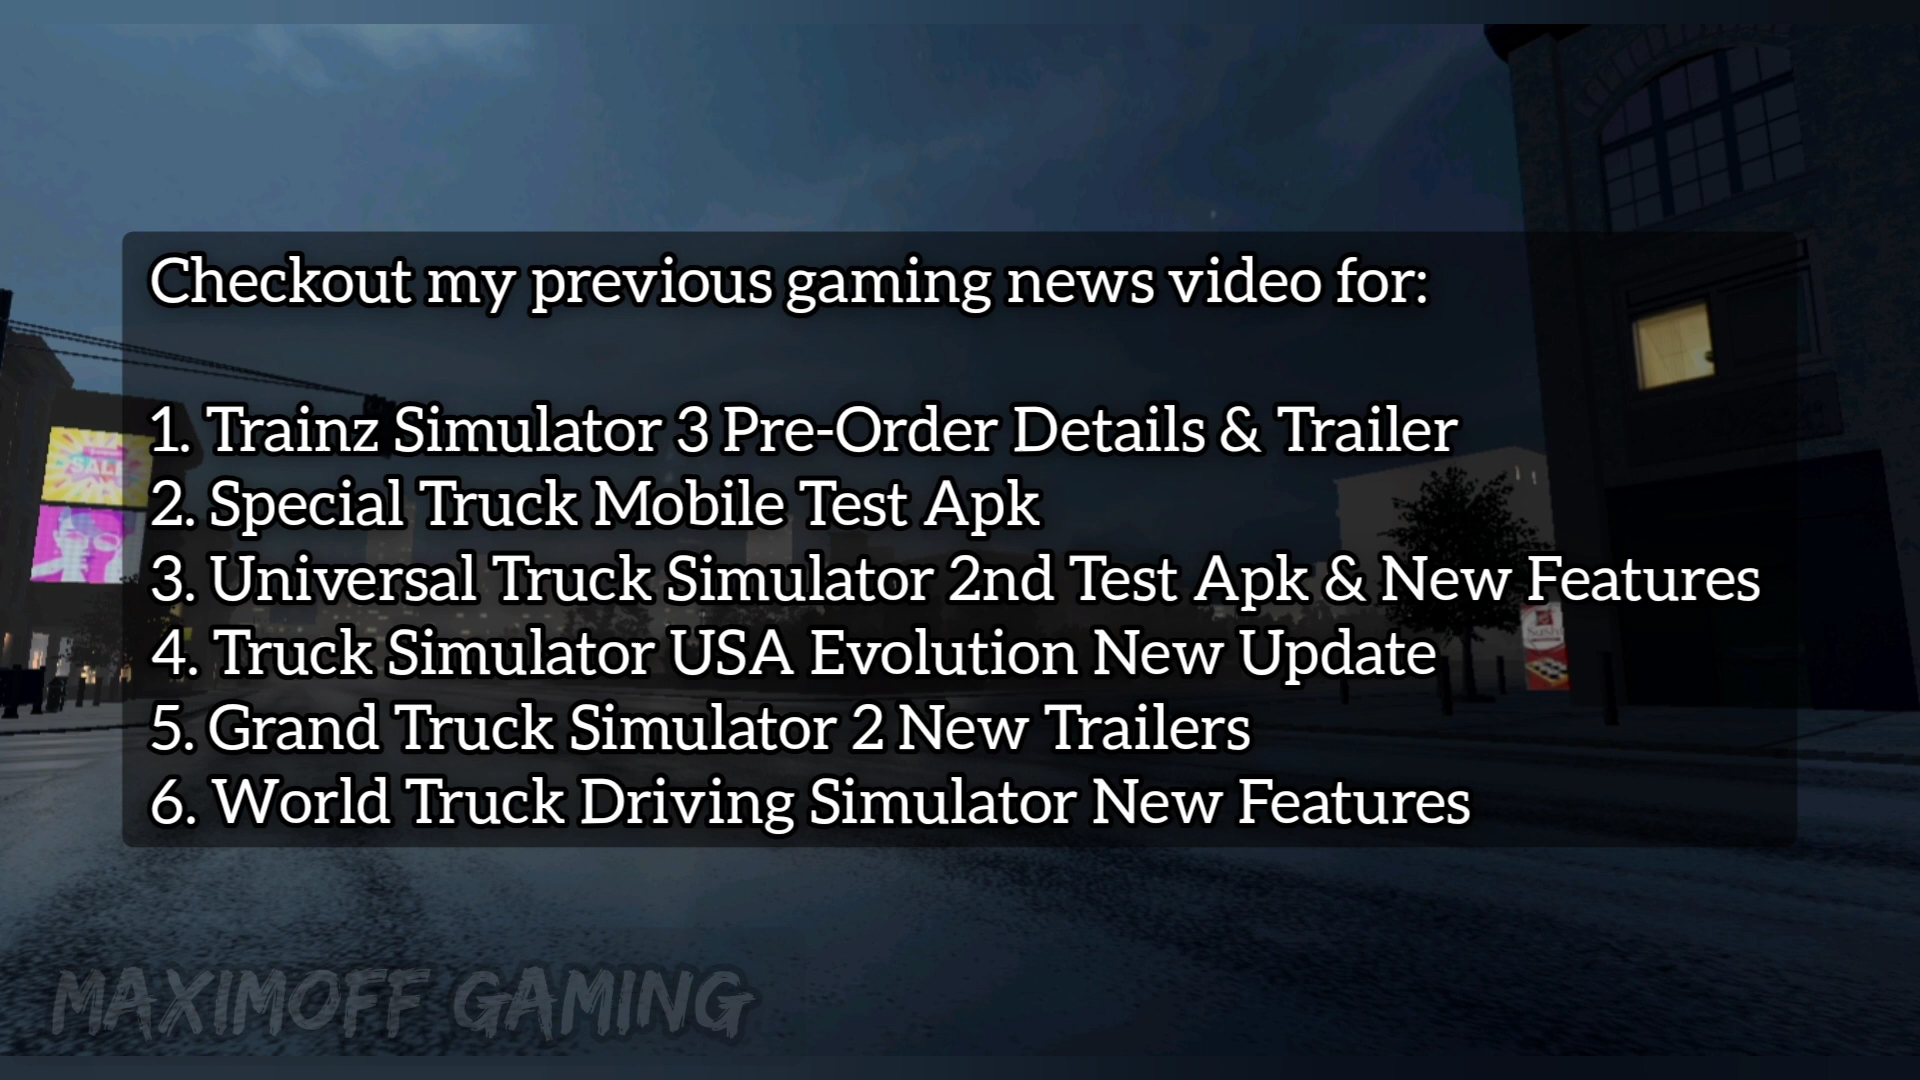 Checkout my previous gaming news video for:
1. Trainz Simulator 3 Pre-Order Details & Trailer
2. Special Truck Mobile Test Apk
3. Universal Truck Simulator 2nd Test Apk & New Features
4. Truck Simulator USA Evolution New Update
5. Grand Truck Simulator 2 New Trailers
6. World Truck Driving Simulator New Features
SALE
Sushi
MAXIMOFF GAMING